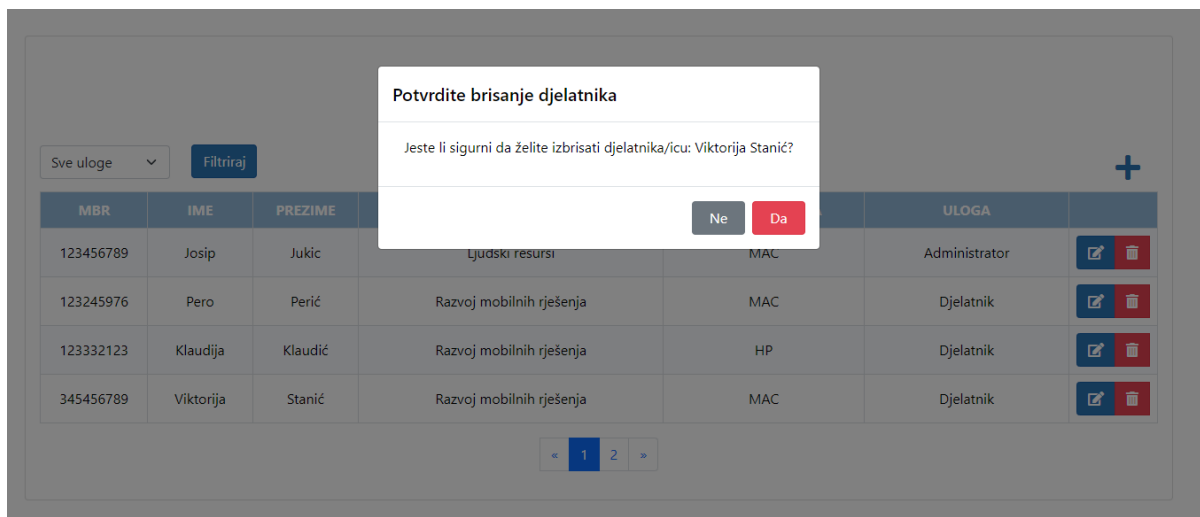 Potvrdite brisanje djelatnika
Jeste li sigurni da želite izbrisati djelatnika/icu: Viktorija Stanić?
Ne Da
Sve uloge Filtriraj
MBR IME PREZIME ULOGA
123456789 Josip Jukic Ljudski resursi MAC Administrator
123245976 Pero Perić Razvoj mobilnih rješenja MAC Djelatnik
123332123 Klaudija Klaudić Razvoj mobilnih rješenja HP Djelatnik
345456789 Viktorija Stanić Razvoj mobilnih rješenja MAC Djelatnik
« 1 2 »